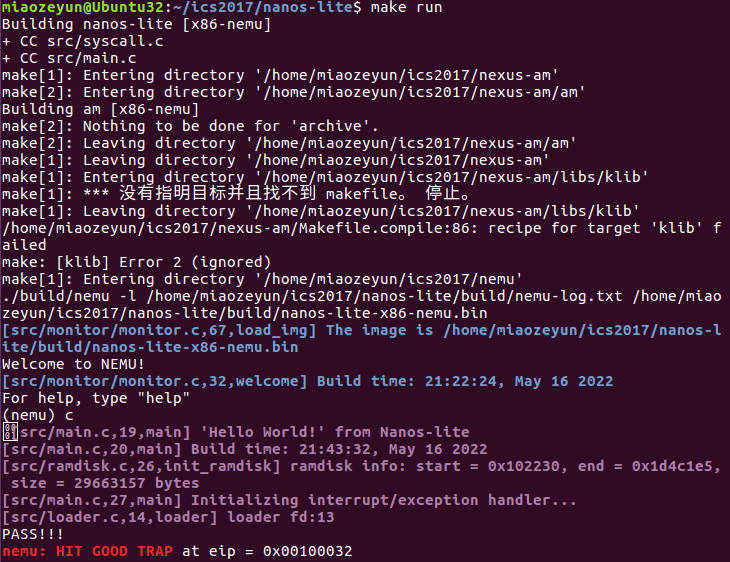 miaozeyun@Ubuntu32:~/ics2017/nanos-lite$ make run
Building nanos-lite [x86-nemu]
+ CC src/syscall.c
+ CC src/main.c
make[1]: Entering directory '/home/miaozeyun/ics2017/nexus-am'
make[2]: Entering directory '/home/miaozeyun/ics2017/nexus-am/am'
Building am [x86-nemu]
make[2]: Nothing to be done for 'archive'.
make[2]: Leaving directory '/home/miaozeyun/ics2017/nexus-am/am'
make[1]: Leaving directory '/home/miaozeyun/ics2017/nexus-am'
make[1]: Entering directory '/home/miaozeyun/ics2017/nexus-am/libs/klib'
make[1]: *** 没有指明目标并且找不到 makefile。 停止。
make[1]: Leaving directory '/home/miaozeyun/ics2017/nexus-am/libs/klib'
/home/miaozeyun/ics2017/nexus-am/Makefile.compile:86: recipe for target 'klib' f
ailed
make: [klib] Error 2 (ignored)
make[1]: Entering directory '/home/miaozeyun/ics2017/nemu'
./build/nemu -l /home/miaozeyun/ics2017/nanos-lite/build/nemu-log.txt /home/miao
zeyun/ics2017/nanos-lite/build/nanos-lite-x86-nemu.bin
[src/monitor/monitor.c,67,load_img] The image is /home/miaozeyun/ics2017/nanos-l
ite/build/nanos-lite-x86-nemu.bin
Welcome to NEMU!
[src/monitor/monitor.c,32,welcome] Build time: 21:22:24, May 16 2022
For help, type "help"
(nemu) c
src/main.c,19,main] 'Hello World!' from Nanos-lite
[src/main.c,20,main] Build time: 21:43:32, May 16 2022
[src/ramdisk.c,26,init_ramdisk] ramdisk info: start = 0x102230, end = 0x1d4c1e5,
 size = 29663157 bytes
[src/main.c,27,main] Initializing interrupt/exception handler...
[src/loader.c,14,loader] loader fd:13
PASS!!!
nemu: HIT GOOD TRAP at eip = 0x00100032